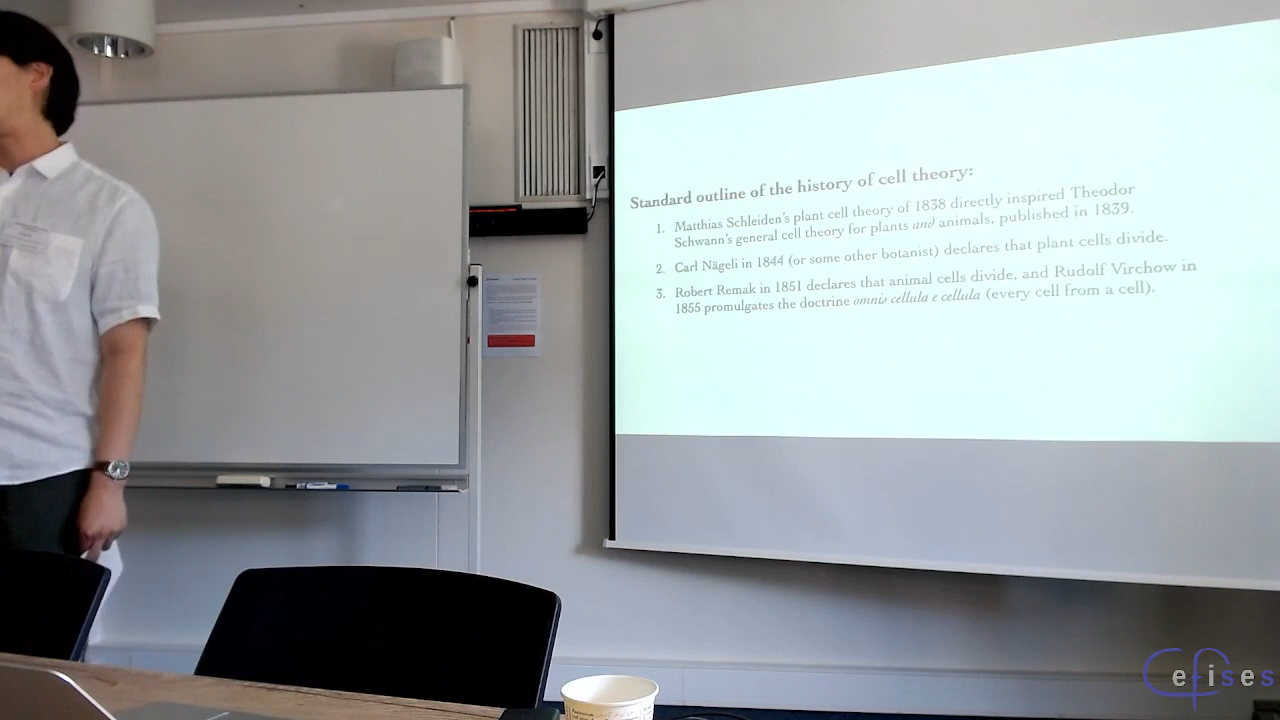 Standard outline of the history of cell theory:
1. Matthias Schleiden's plant cell theory of 1838 directly inspired Theodor
Schwann's general cell theory for plants and animals, published in 1839.
2. Carl Nägeli in 1844 (or some other botanist) declares that plant cells divide.
3. Robert Remak in 1851 declares that animal cells divide, and Rudolf Virchow in
1855 promulgates the doctrine omnis cellula e cellula (every cell from a cell).
Cefises